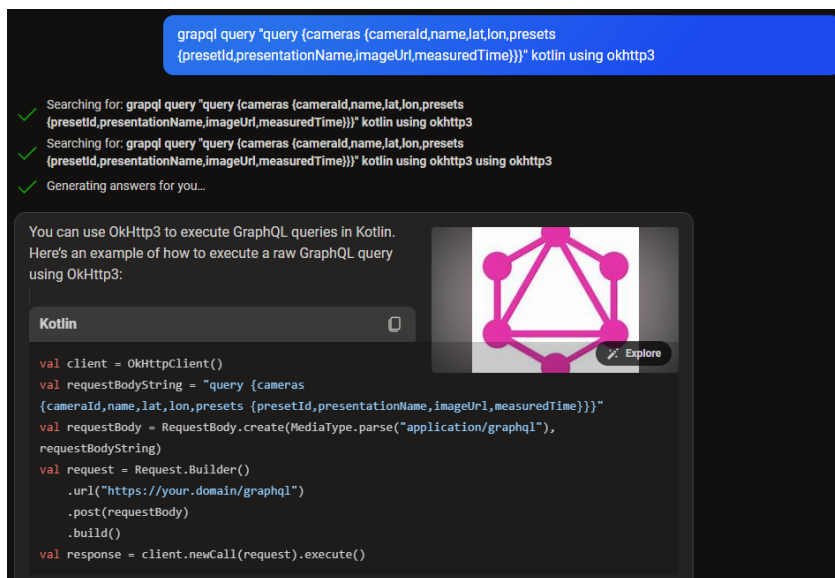 grapql query "query {cameras {cameraId,name,lat,lon,presets
{presetId,presentationName,imageUrl,measuredTime}}}" kotlin using okhttp3
Searching for: grapql query "query {cameras {cameraId,name,lat,lon,presets
{presetId,presentationName,imageUrl,measuredTime}}}" kotlin using okhttp3
Searching for: grapql query "query {cameras {cameraId,name,lat,lon,presets
{presetId,presentationName,imageUrl,measuredTime}}}" kotlin using okhttp3 using okhttp3
Generating answers for you…
You can use OkHttp3 to execute GraphQL queries in Kotlin.
Here's an example of how to execute a raw GraphQL query
using OkHttp3:
Kotlin
Explore
val client = OkHttpClient()
val requestBodyString = "query {cameras
{cameraId,name,lat,lon,presets {presetId,presentationName,imageUrl,measuredTime}}}"
val requestBody = RequestBody.create(MediaType.parse("application/graphql"),
requestBodyString)
val request = Request.Builder()
.url("https://your.domain/graphql")
.post(requestBody)
.build()
val response = client.newCall(request).execute()